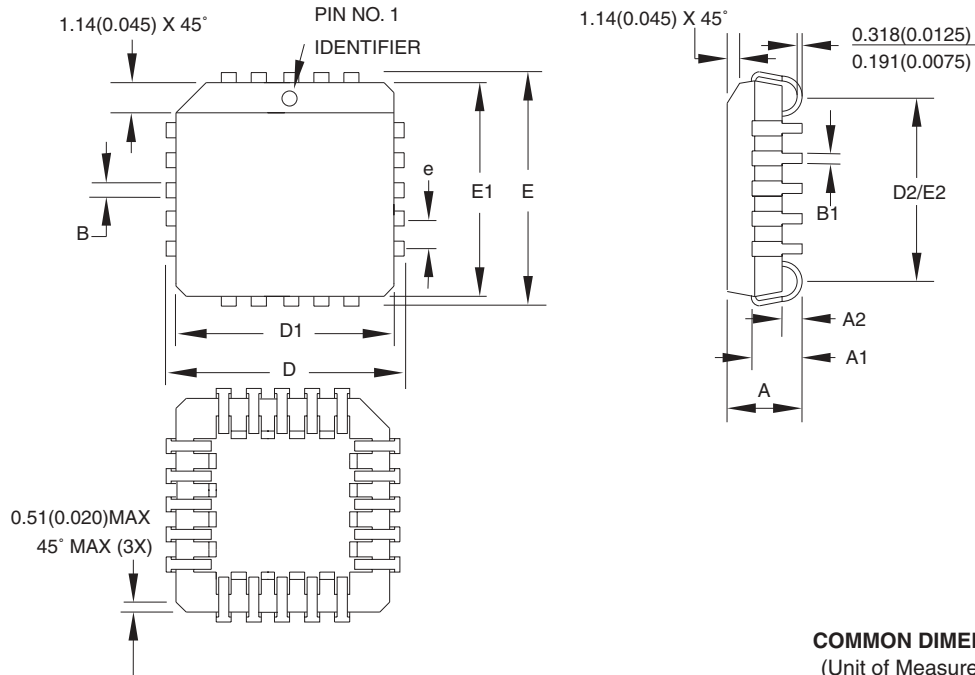 1.14(0.045) X 45°
PIN NO. 1
IDENTIFIER
1.14(0.045) X 45°
0.318(0.0125)
0.191(0.0075)
e
E1
E
B
D2/E2
B1
D1
D
A2
A1
A
0.51(0.020)MAX
45° MAX (3X)
COMMON DIME
(Unit of Measure